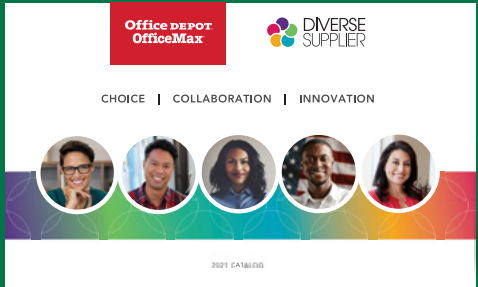 Office DEPOT
OfficeMax
DIVERSE
SUPPLIER
CHOICE | COLLABORATION | INNOVATION
2021 CATALOG